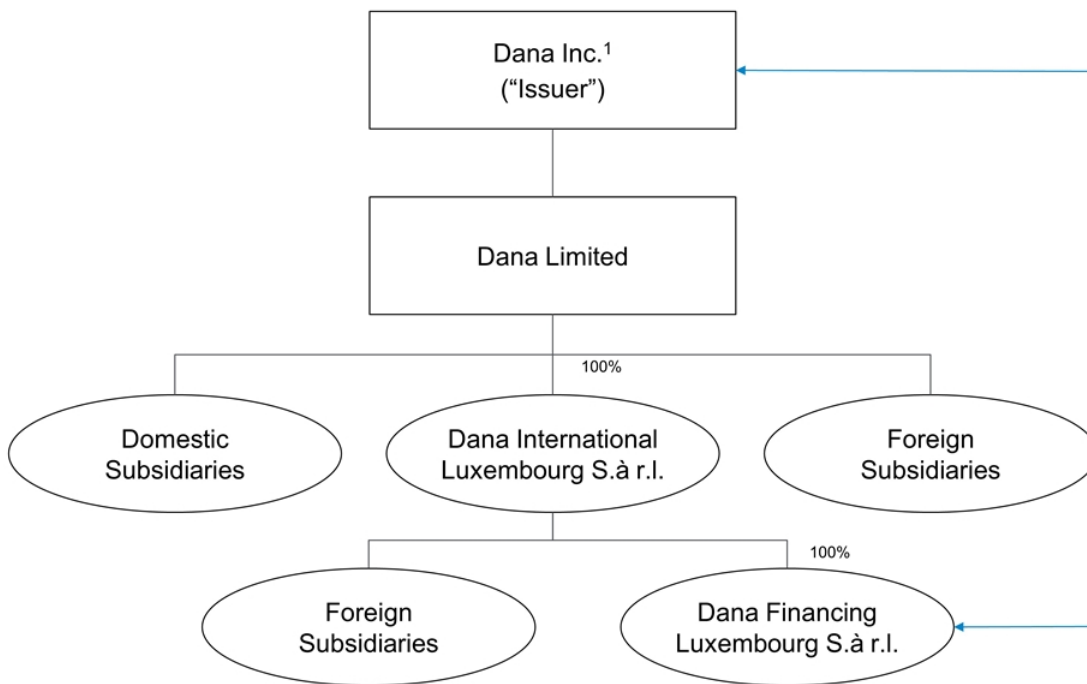 Dana Inc.¹
(“Issuer”)
Dana Limited
100%
Domestic
Subsidiaries
Dana International
Luxembourg S.à r.l.
Foreign
Subsidiaries
100%
Foreign
Subsidiaries
Dana Financing
Luxembourg S.à r.l.